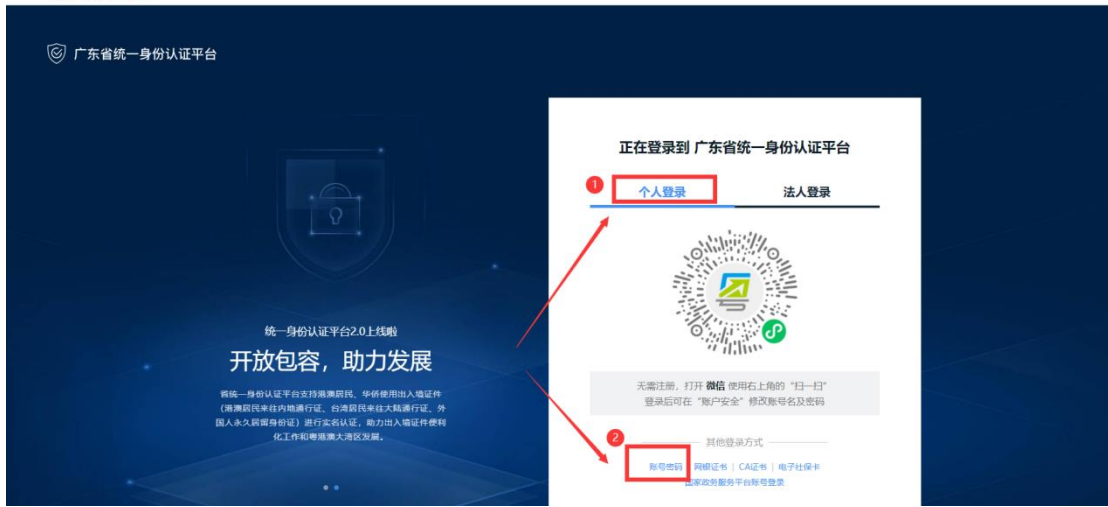 广东省统一身份认证平台
正在登录到 广东省统一身份认证平台
1
个人登录
法人登录
统一身份认证平台2.0上线啦
开放包容，助力发展
省统一身份认证平台支持港澳居民、华侨使用出入境证件
（港澳居民来往内地通行证、台湾居民来往大陆通行证、外
国人永久居留身份证）进行实名认证，助力出入境证件便利
化工作和粤港澳大湾区发展。
无需注册，打开 微信 使用右上角的 “扫一扫”
登录后可在 “账户安全” 修改账号名及密码
2
其他登录方式
账号密码 | 网银证书 | CA证书 | 电子社保卡
国家政务服务平台账号登录